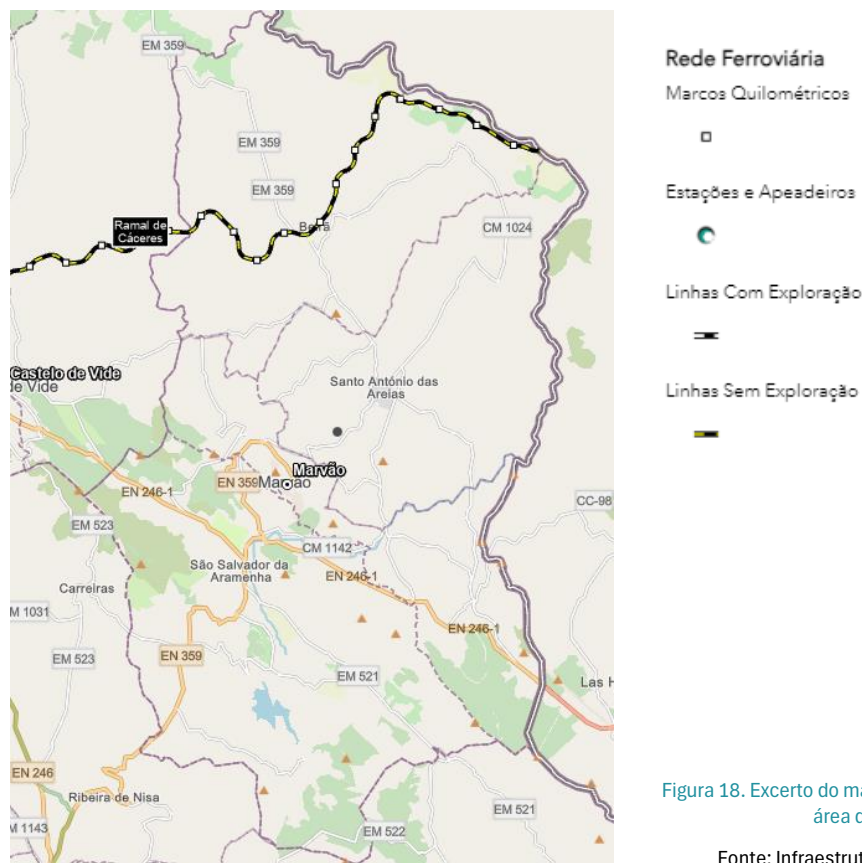 EM 359
EM 359
EM 359
Ramal de
Cáceres
Beirã
CM 1024
Castelo de Vide
de Vide
Santo António das
Areias
EN 359
Marvão
Marvão
EN 246-1
EM 523
CC-98
CM 1142
São Salvador da
Aramenha
EN 246-1
Carreiras
M 1031
EN 246-1
EM 523
EN 359
EM 521
Las H
EN 246
Ribeira de Nisa
EM 521
M 1143
EM 522
Rede Ferroviária
Marcos Quilométricos
Estações e Apeadeiros
Linhas Com Exploração
Linhas Sem Exploração
Figura 18. Excerto do ma
área d
Fonte: Infraestrut